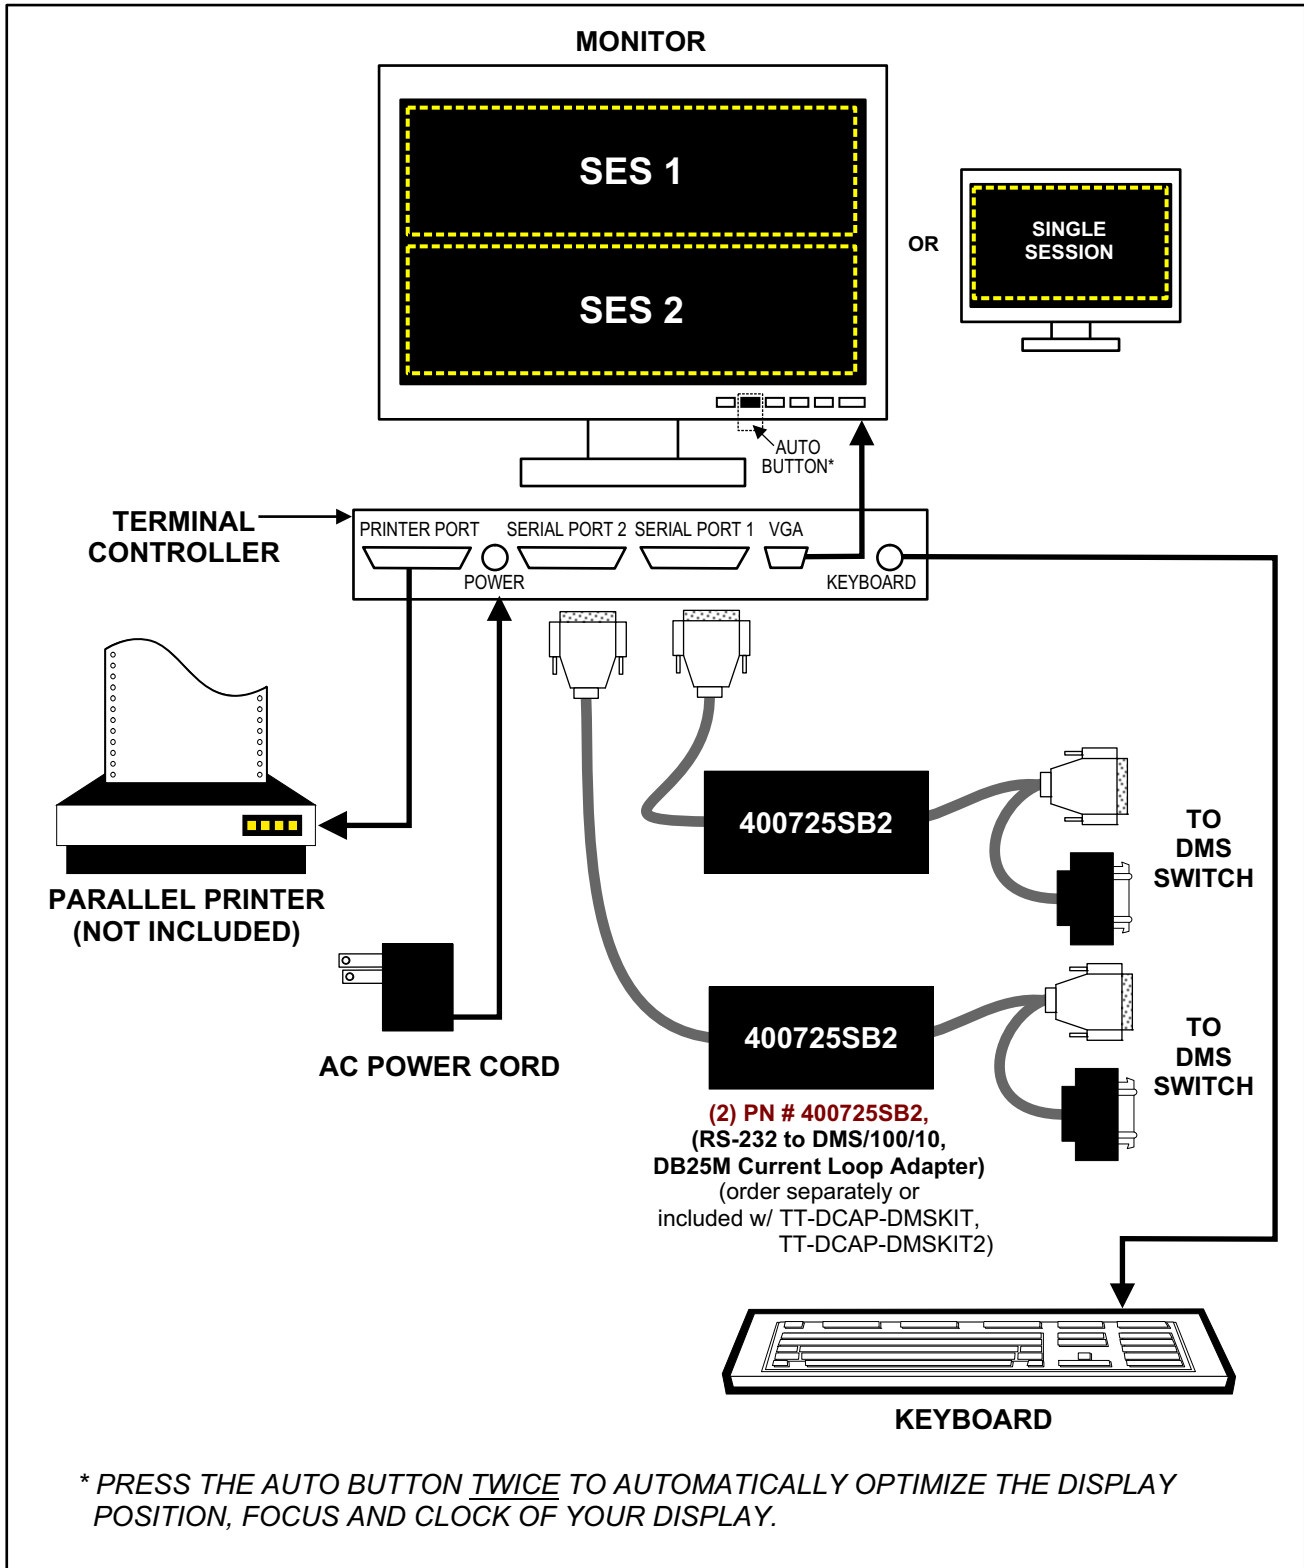 MONITOR
SES 1
SES 2
OR
SINGLE
SESSION
AUTO
BUTTON*
TERMINAL
CONTROLLER
PRINTER PORT
POWER
SERIAL PORT 2
SERIAL PORT 1
VGA
KEYBOARD
400725SB2
TO
DMS
SWITCH
PARALLEL PRINTER
(NOT INCLUDED)
AC POWER CORD
400725SB2
TO
DMS
SWITCH
(2) PN # 400725SB2,
(RS-232 to DMS/100/10,
DB25M Current Loop Adapter)
(order separately or
included w/ TT-DCAP-DMSKIT,
TT-DCAP-DMSKIT2)
KEYBOARD
* PRESS THE AUTO BUTTON TWICE TO AUTOMATICALLY OPTIMIZE THE DISPLAY
POSITION, FOCUS AND CLOCK OF YOUR DISPLAY.